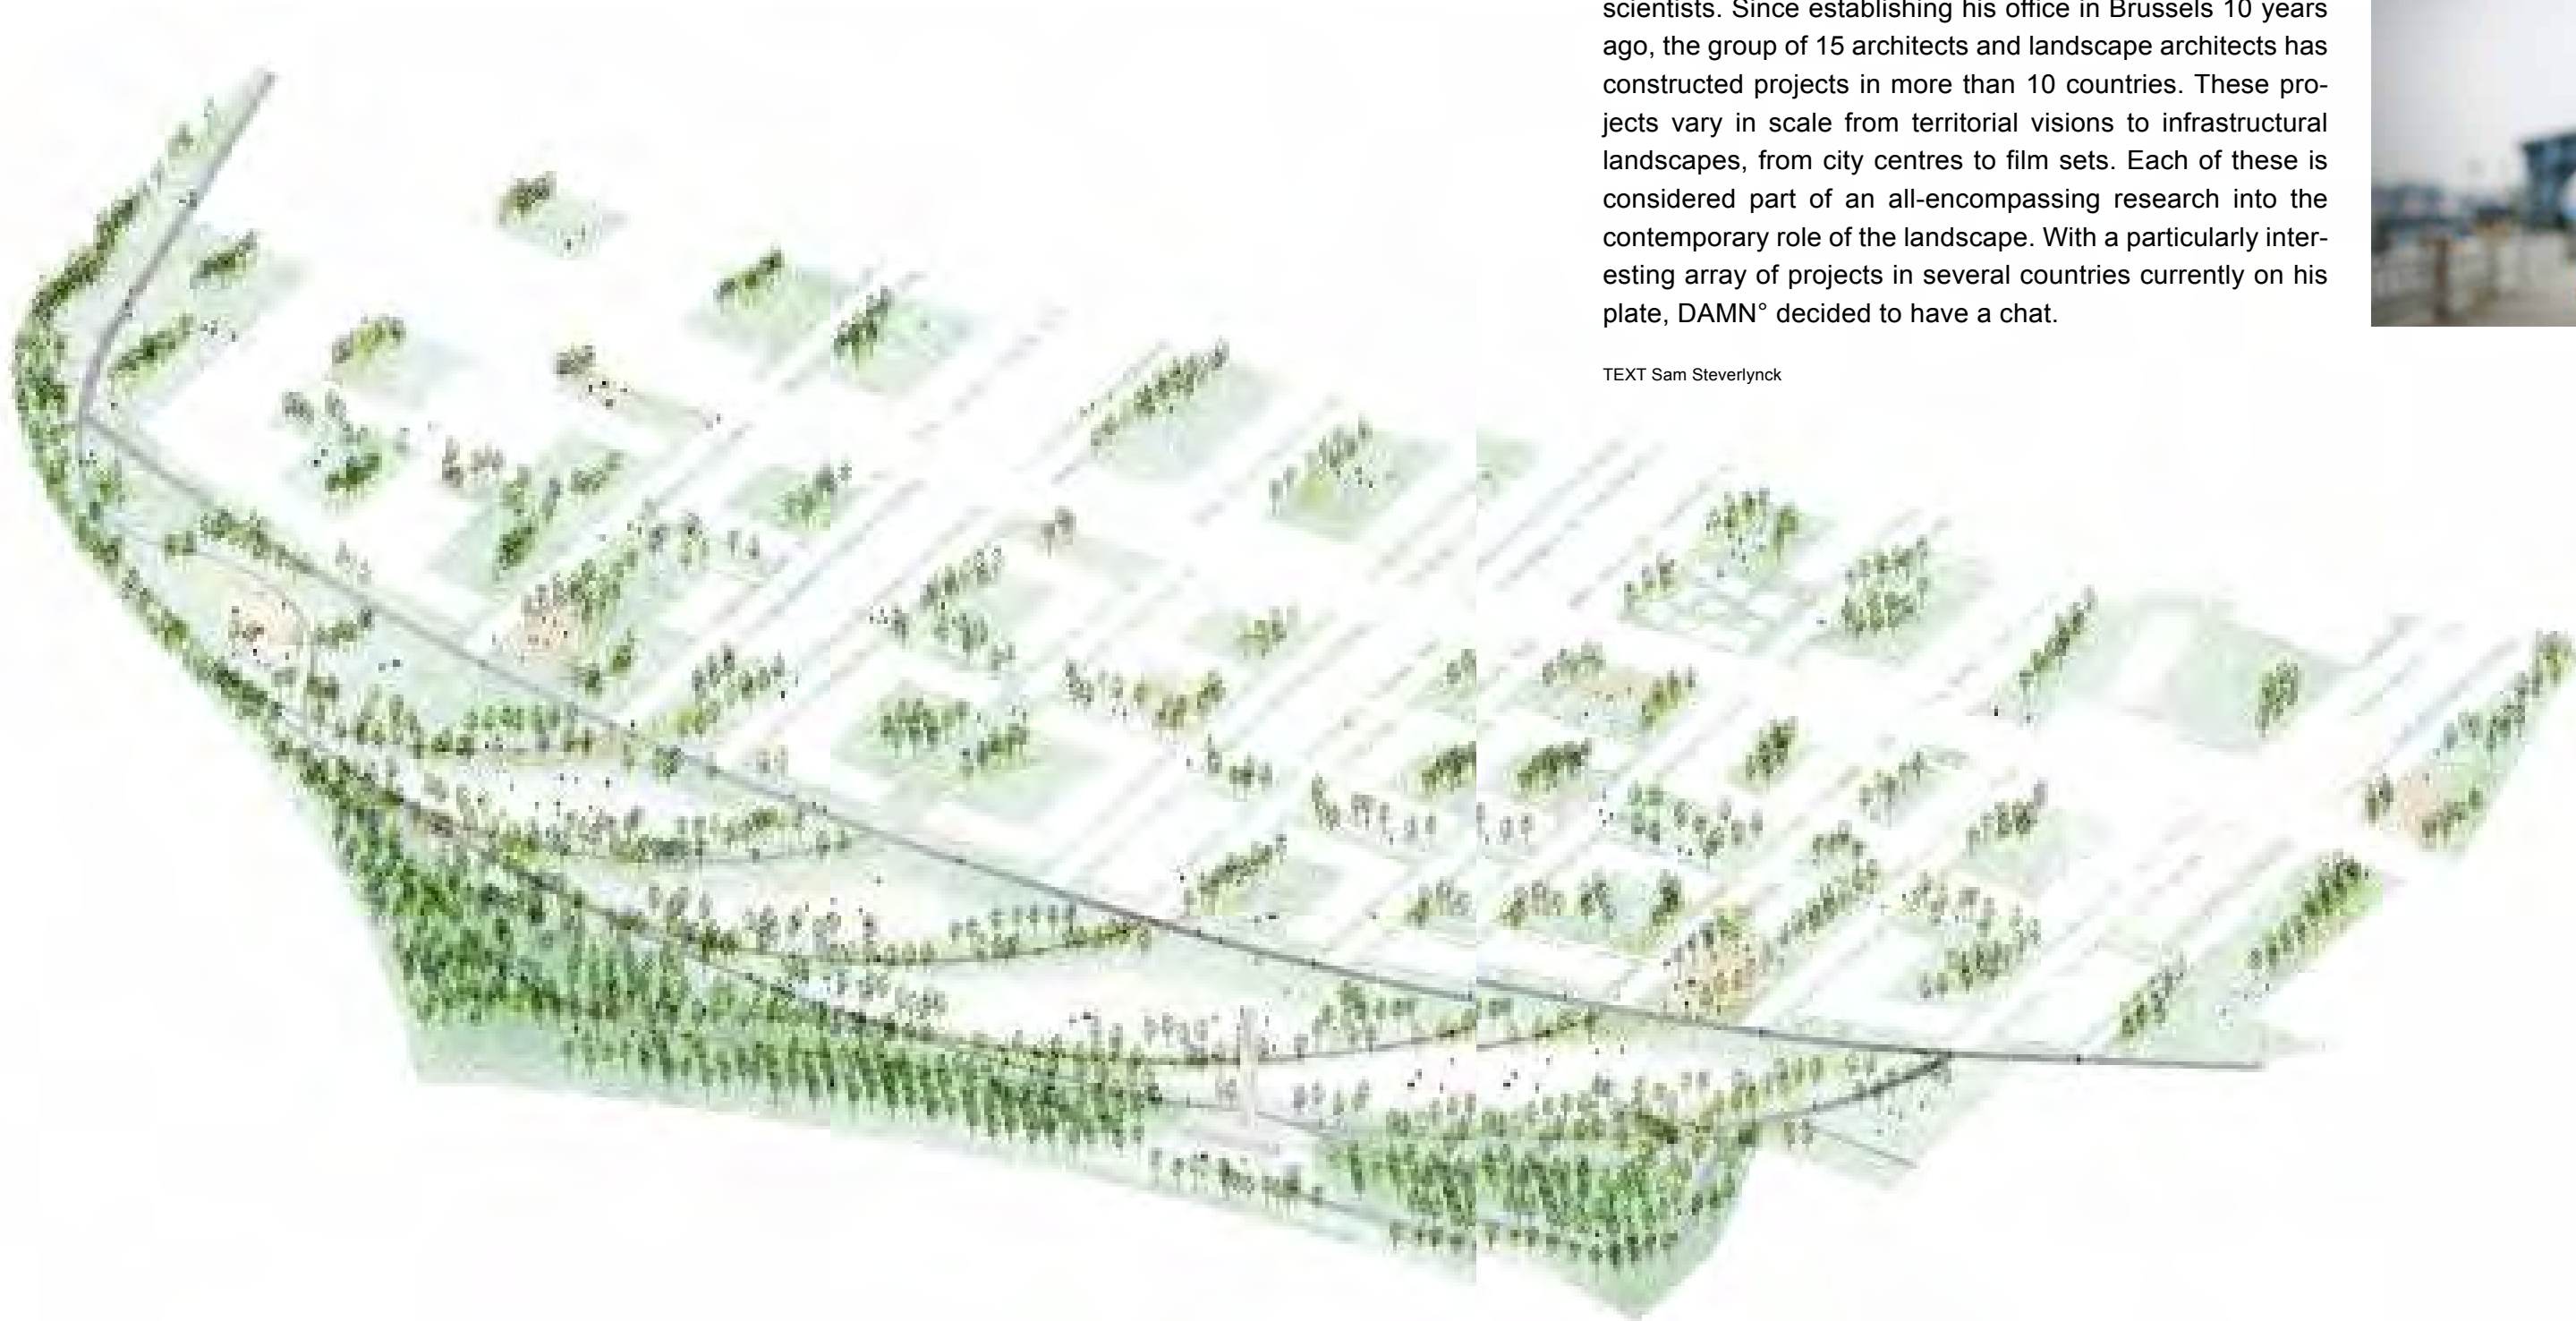 scientists. Since establishing his office in Brussels 10 years
ago, the group of 15 architects and landscape architects has
constructed projects in more than 10 countries. These pro-
jects vary in scale from territorial visions to infrastructural
landscapes, from city centres to film sets. Each of these is
considered part of an all-encompassing research into the
contemporary role of the landscape. With a particularly inter-
esting array of projects in several countries currently on his
plate, DAMN° decided to have a chat.
TEXT Sam Steverlynck